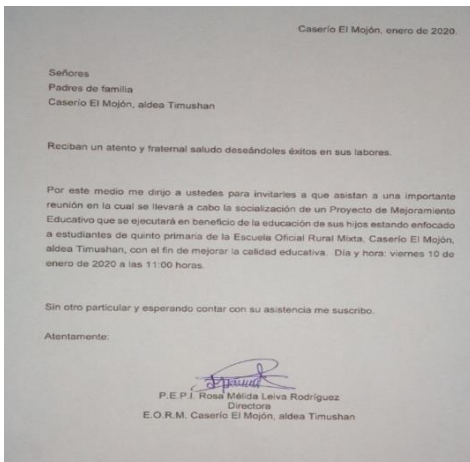 Caserío El Mojón, enero de 2020.
Señores
Padres de familia
Caserío El Mojón, aldea Timushan
Reciban un atento y fraternal saludo deseándoles éxitos en sus labores.
Por este medio me dirijo a ustedes para invitarles a que asistan a una importante
reunión en la cual se llevará a cabo la socialización de un Proyecto de Mejoramiento
Educativo que se ejecutará en beneficio de la educación de sus hijos estando enfocado
a estudiantes de quinto primaria de la Escuela Oficial Rural Mixta, Caserío El Mojón,
aldea Timushan, con el fin de mejorar la calidad educativa. Día y hora: viernes 10 de
enero de 2020 a las 11:00 horas.
Sin otro particular y esperando contar con su asistencia me suscribo.
Atentamente:
P.E.P.I. Rosa Mélida Leiva Rodríguez
Directora
E.O.R.M. Caserío El Mojón, aldea Timushan